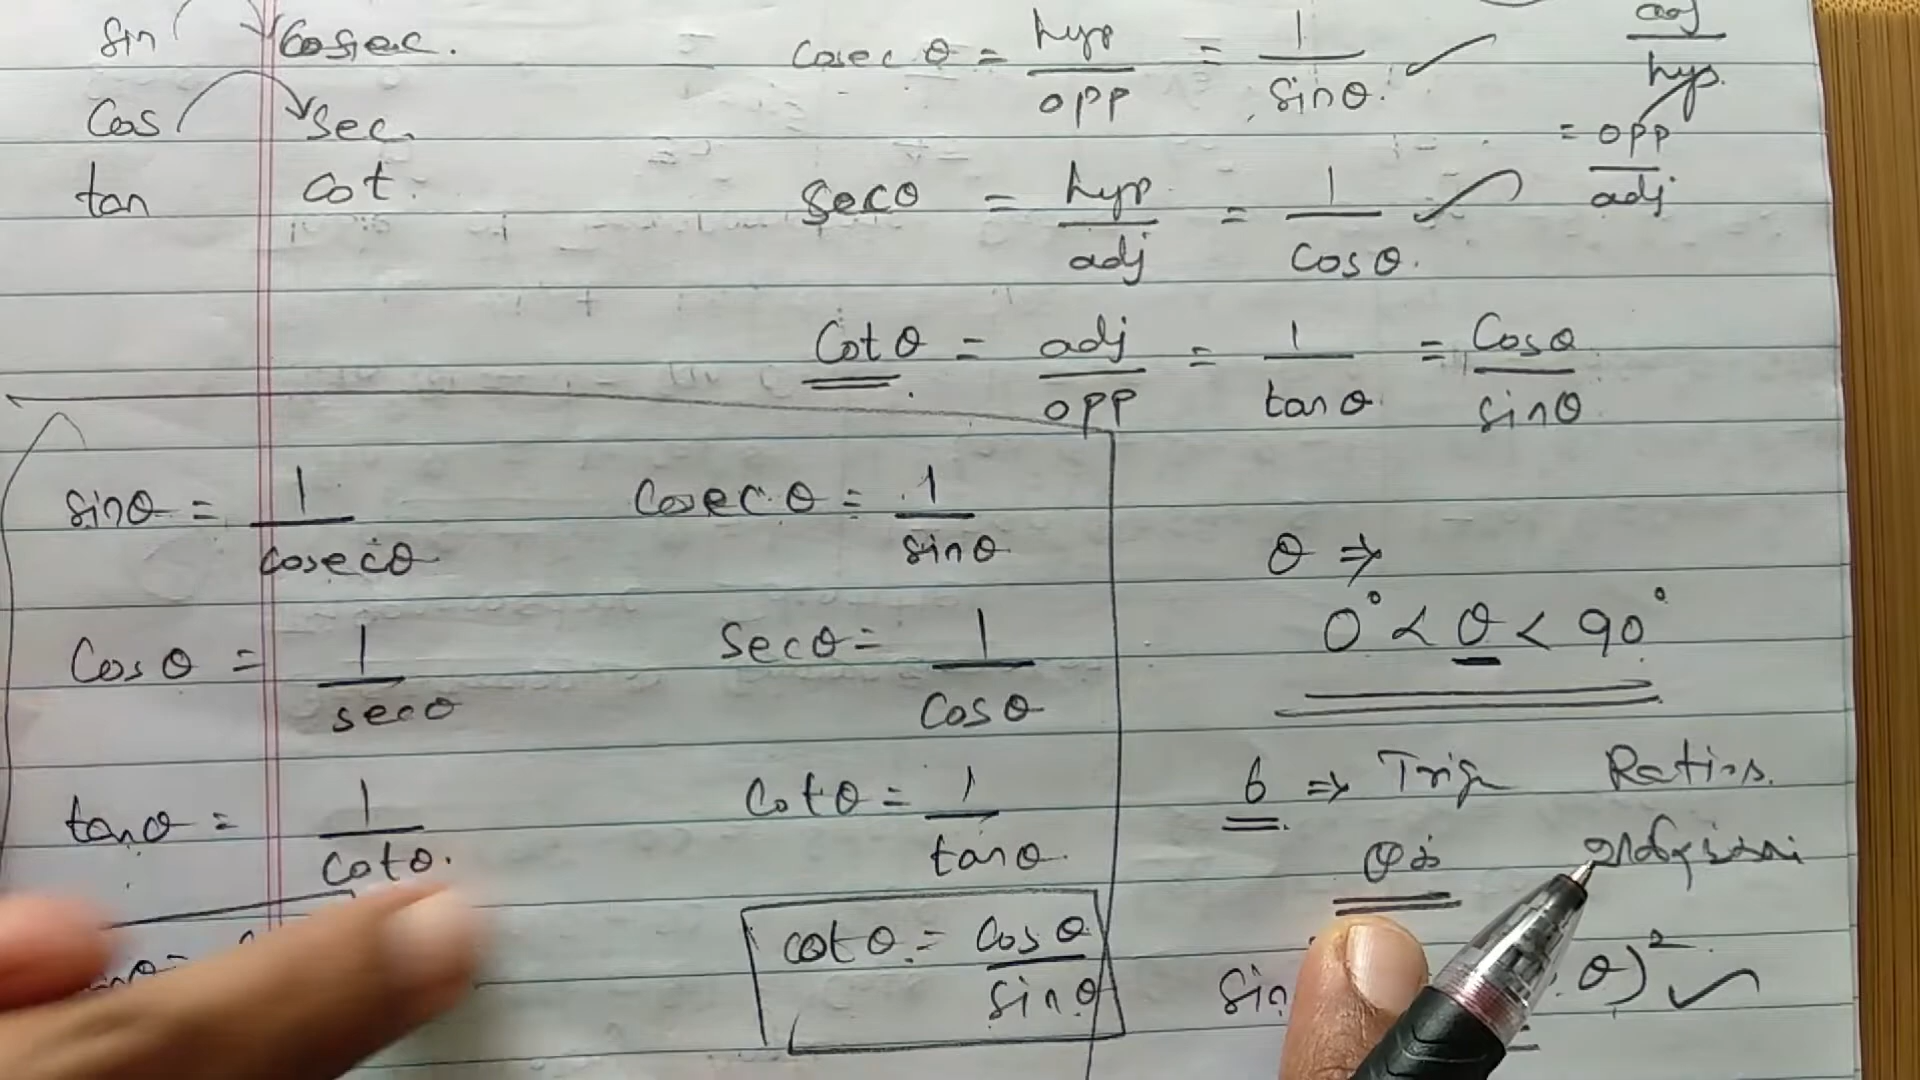 sin cosec.
cosec θ = hyp/opp = 1/sinθ.
adj/hyp.
cos sec.
= opp/adj
tan cot.
secθ = hyp/adj = 1/cosθ.
cotθ = adj/opp = 1/tanθ = cosθ/sinθ
sinθ = 1/cosecθ
cosecθ = 1/sinθ
θ ⇒
0° < θ < 90°
cosθ = 1/secθ
secθ = 1/cosθ
6 ⇒ Trig Ratios.
tanθ = 1/cotθ.
cotθ = 1/tanθ.
cotθ = cosθ/sinθ
sin θ)²